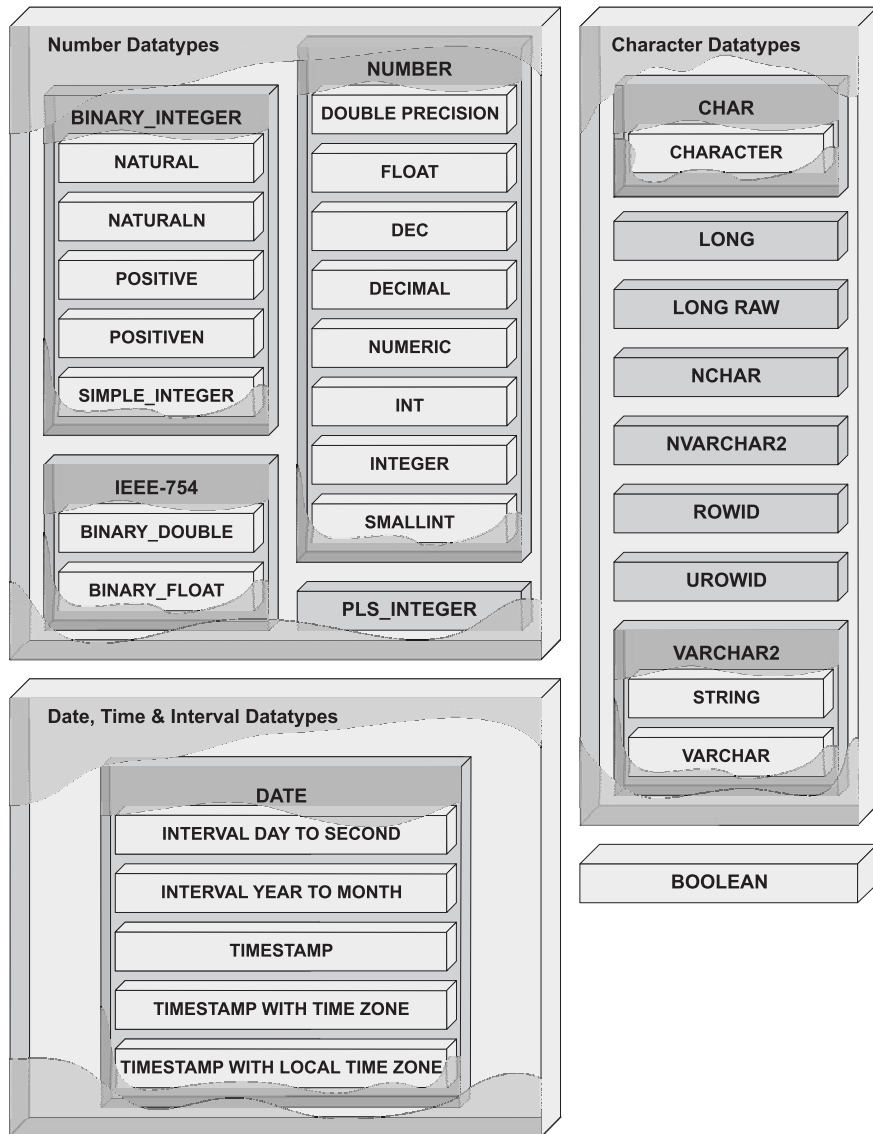 Number Datatypes
BINARY_INTEGER
NATURAL
NATURALN
POSITIVE
POSITIVEN
SIMPLE_INTEGER
IEEE-754
BINARY_DOUBLE
BINARY_FLOAT
NUMBER
DOUBLE PRECISION
FLOAT
DEC
DECIMAL
NUMERIC
INT
INTEGER
SMALLINT
PLS_INTEGER
Character Datatypes
CHAR
CHARACTER
LONG
LONG RAW
NCHAR
NVARCHAR2
ROWID
UROWID
VARCHAR2
STRING
VARCHAR
Date, Time & Interval Datatypes
DATE
INTERVAL DAY TO SECOND
INTERVAL YEAR TO MONTH
TIMESTAMP
TIMESTAMP WITH TIME ZONE
TIMESTAMP WITH LOCAL TIME ZONE
BOOLEAN